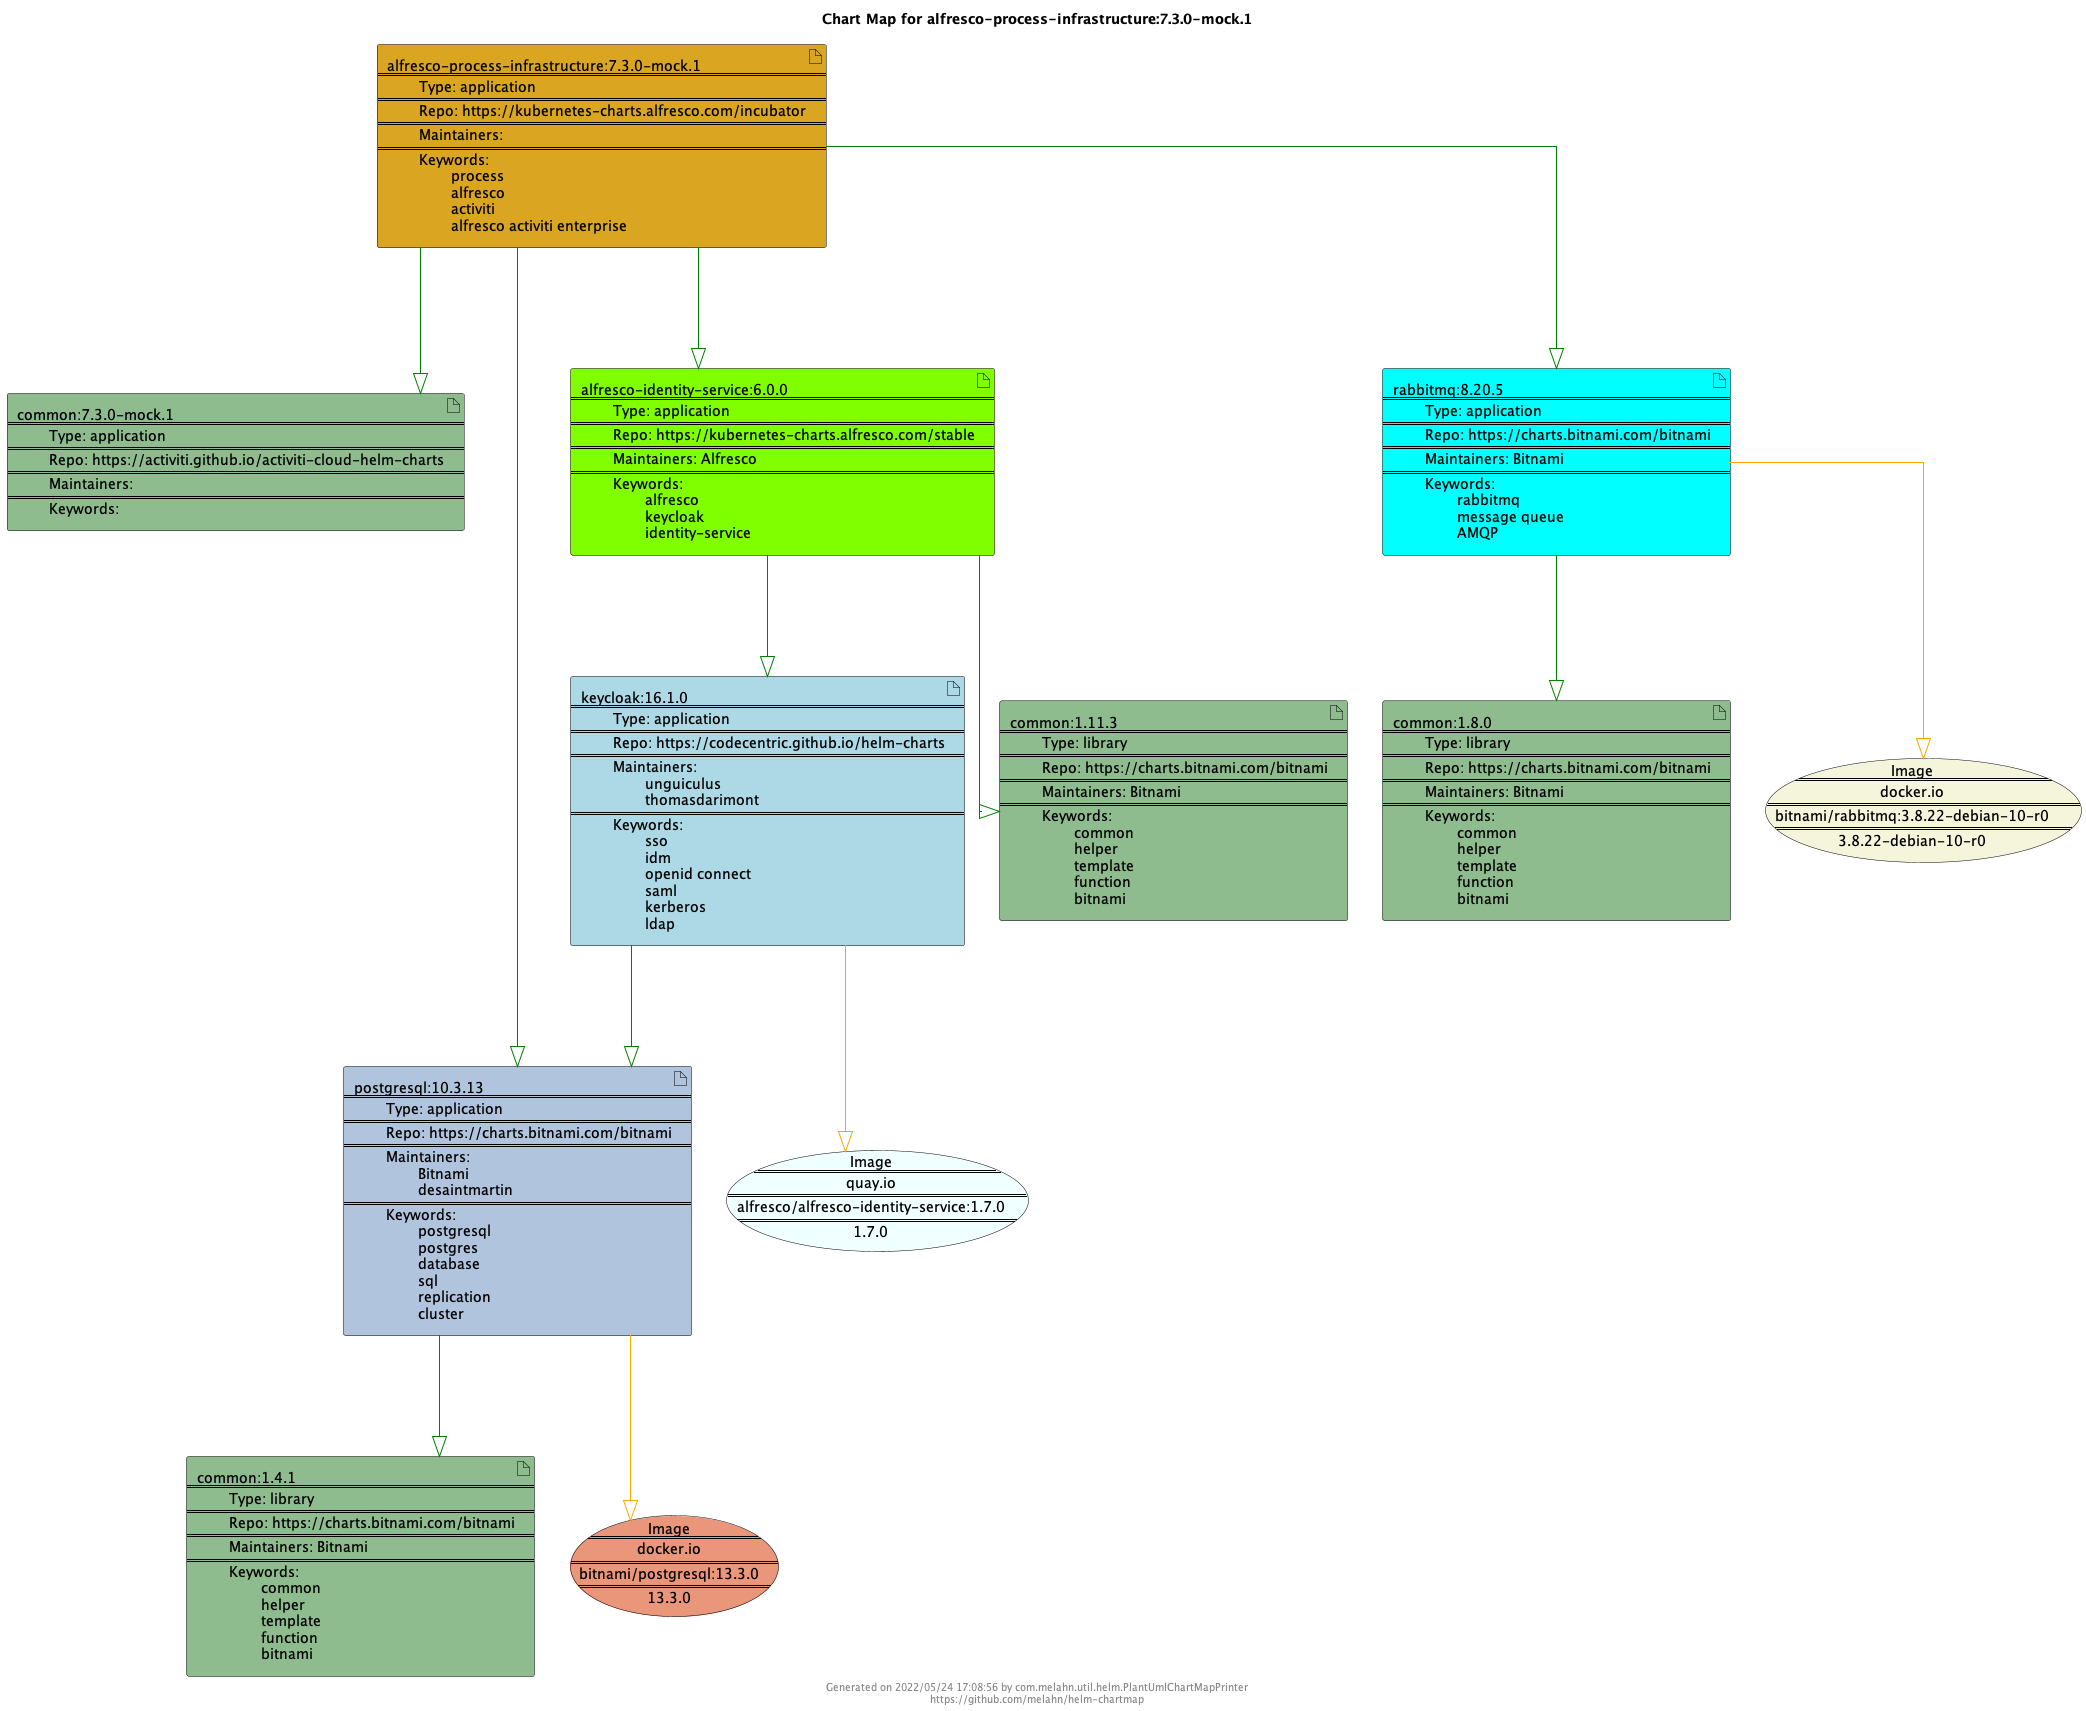 Chart Map for alfresco-process-infrastructure:7.3.0-mock.1
alfresco-process-infrastructure:7.3.0-mock.1
Type: application
Repo: https://kubernetes-charts.alfresco.com/incubator
Maintainers:
Keywords:
process
alfresco
activiti
alfresco activiti enterprise
common:7.3.0-mock.1
Type: application
Repo: https://activiti.github.io/activiti-cloud-helm-charts
Maintainers:
Keywords:
alfresco-identity-service:6.0.0
Type: application
Repo: https://kubernetes-charts.alfresco.com/stable
Maintainers: Alfresco
Keywords:
alfresco
keycloak
identity-service
rabbitmq:8.20.5
Type: application
Repo: https://charts.bitnami.com/bitnami
Maintainers: Bitnami
Keywords:
rabbitmq
message queue
AMQP
keycloak:16.1.0
Type: application
Repo: https://codecentric.github.io/helm-charts
Maintainers:
unguiculus
thomasdarimont
Keywords:
sso
idm
openid connect
saml
kerberos
ldap
common:1.11.3
Type: library
Repo: https://charts.bitnami.com/bitnami
Maintainers: Bitnami
Keywords:
common
helper
template
function
bitnami
common:1.8.0
Type: library
Repo: https://charts.bitnami.com/bitnami
Maintainers: Bitnami
Keywords:
common
helper
template
function
bitnami
Image
docker.io
bitnami/rabbitmq:3.8.22-debian-10-r0
3.8.22-debian-10-r0
postgresql:10.3.13
Type: application
Repo: https://charts.bitnami.com/bitnami
Maintainers:
Bitnami
desaintmartin
Keywords:
postgresql
postgres
database
sql
replication
cluster
Image
quay.io
alfresco/alfresco-identity-service:1.7.0
1.7.0
common:1.4.1
Type: library
Repo: https://charts.bitnami.com/bitnami
Maintainers: Bitnami
Keywords:
common
helper
template
function
bitnami
Image
docker.io
bitnami/postgresql:13.3.0
13.3.0
Generated on 2022/05/24 17:08:56 by com.melahn.util.helm.PlantUmlChartMapPrinter
https://github.com/melahn/helm-chartmap